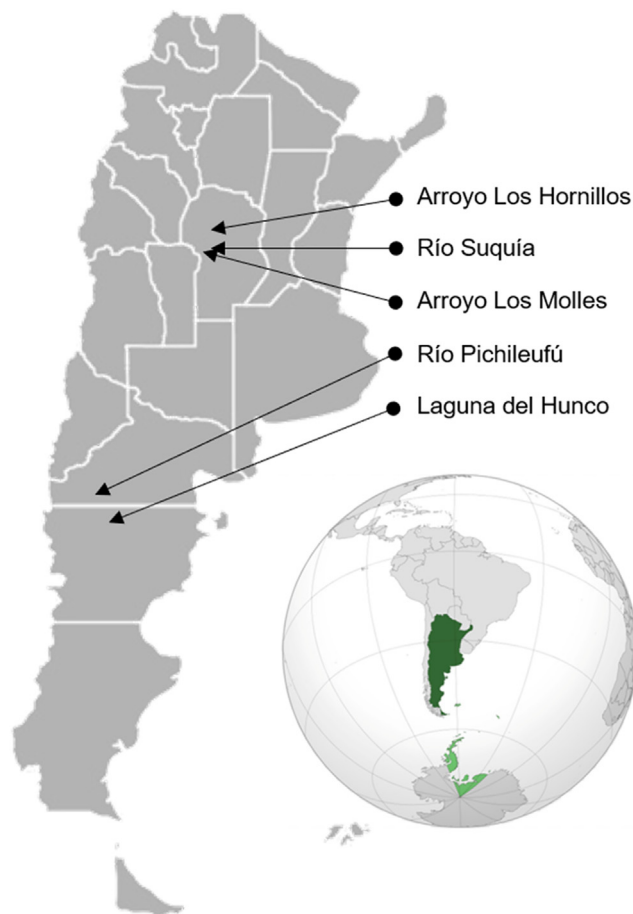 Arroyo Los Hornillos
Río Suquía
Arroyo Los Molles
Río Pichileufú
Laguna del Hunco